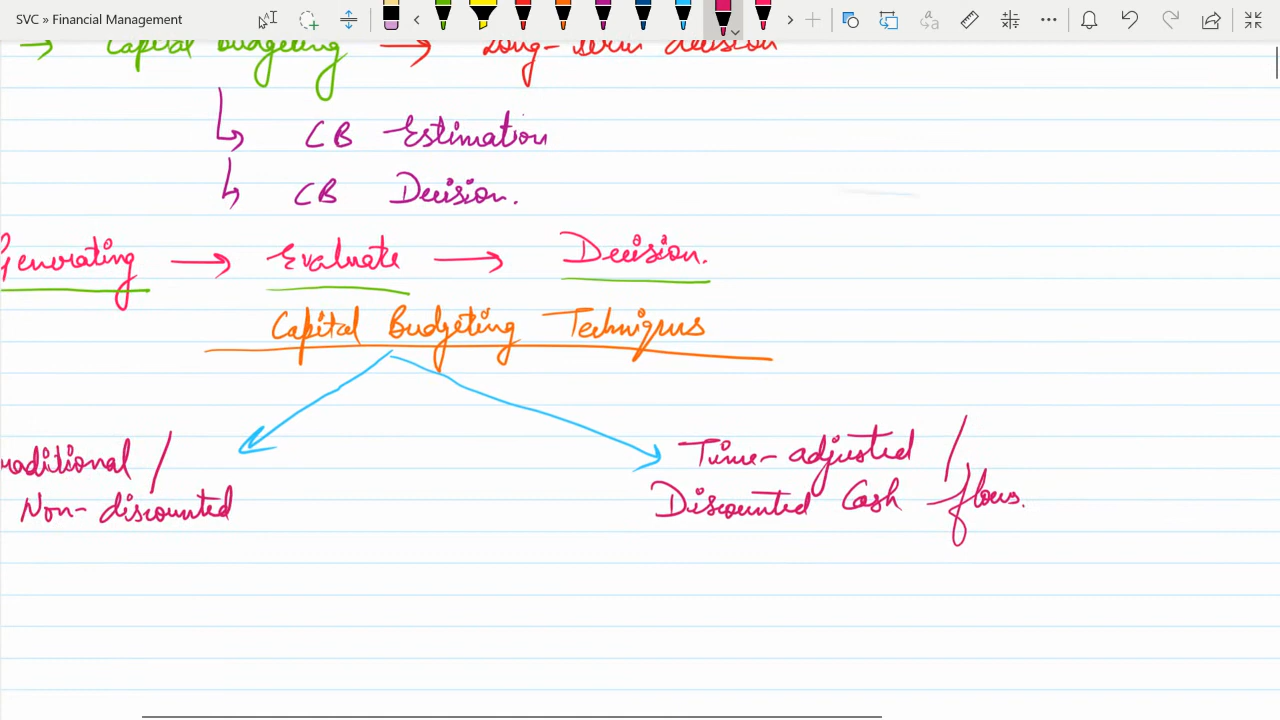 SVC » Financial Management
→ Capital Budgeting → Long-term decision
↳ CB Estimation
↳ CB Decision.
Generating → Evaluate → Decision.
Capital Budgeting Techniques
raditional /
Non-discounted
Time-adjusted /
Discounted Cash flows.